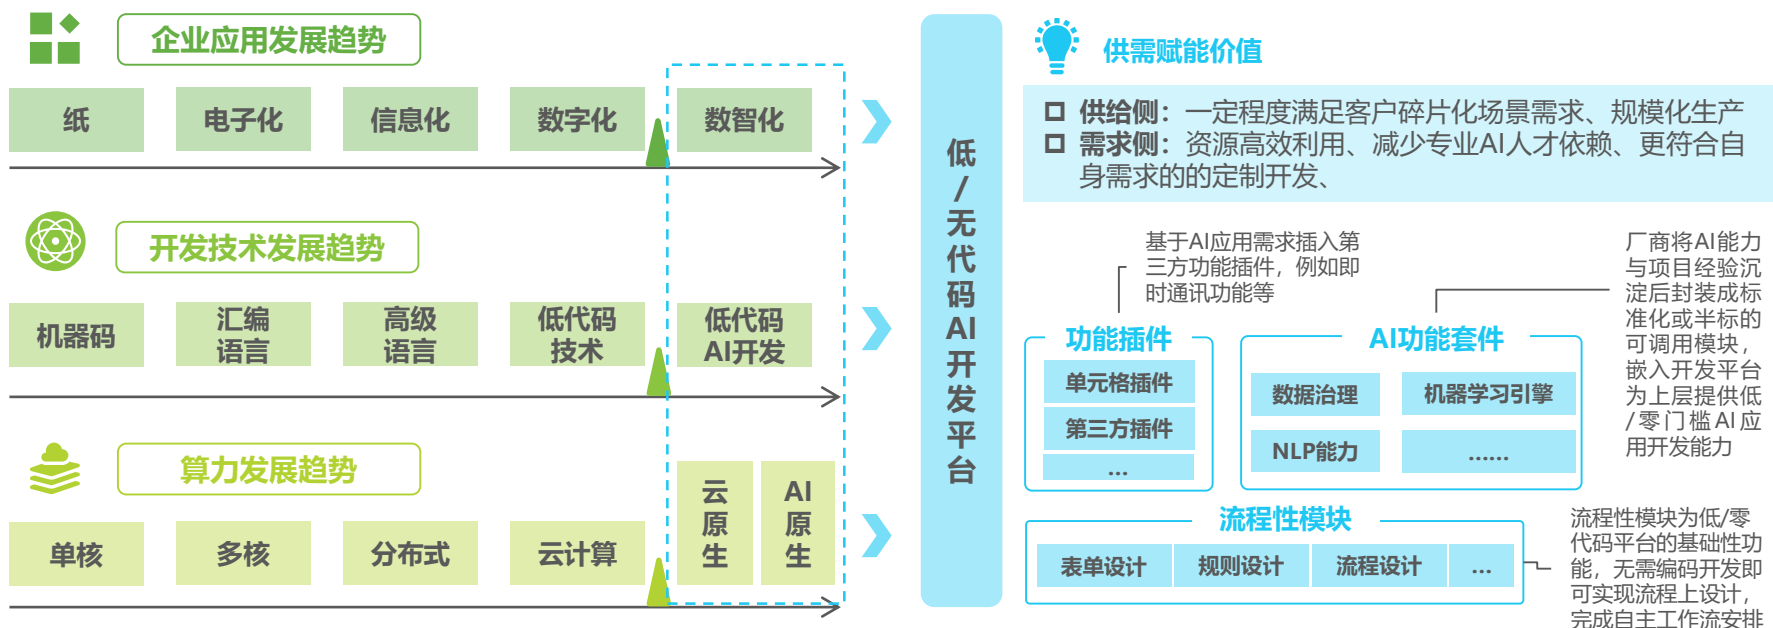 企业应用发展趋势
纸
电子化
信息化
数字化
数智化
开发技术发展趋势
机器码
汇编
语言
高级
语言
低代码
技术
低代码
AI开发
算力发展趋势
单核
多核
分布式
云计算
云
原
生
AI
原
生
低
/
无
代
码
AI
开
发
平
台
供需赋能价值
供给侧：一定程度满足客户碎片化场景需求、规模化生产
需求侧：资源高效利用、减少专业AI人才依赖、更符合自
身需求的的定制开发、
基于AI应用需求插入第
三方功能插件，例如即
时通讯功能等
功能插件
单元格插件
第三方插件
...
厂商将AI能力
与项目经验沉
淀后封装成标
准化或半标的
可调用模块，
嵌入开发平台
为上层提供低
/零门槛AI应
用开发能力
AI功能套件
数据治理
机器学习引擎
NLP能力
……
流程性模块
表单设计
规则设计
流程设计
...
流程性模块为低/零
代码平台的基础性功
能，无需编码开发即
可实现流程上设计，
完成自主工作流安排